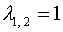 λ₁, ₂ = 1